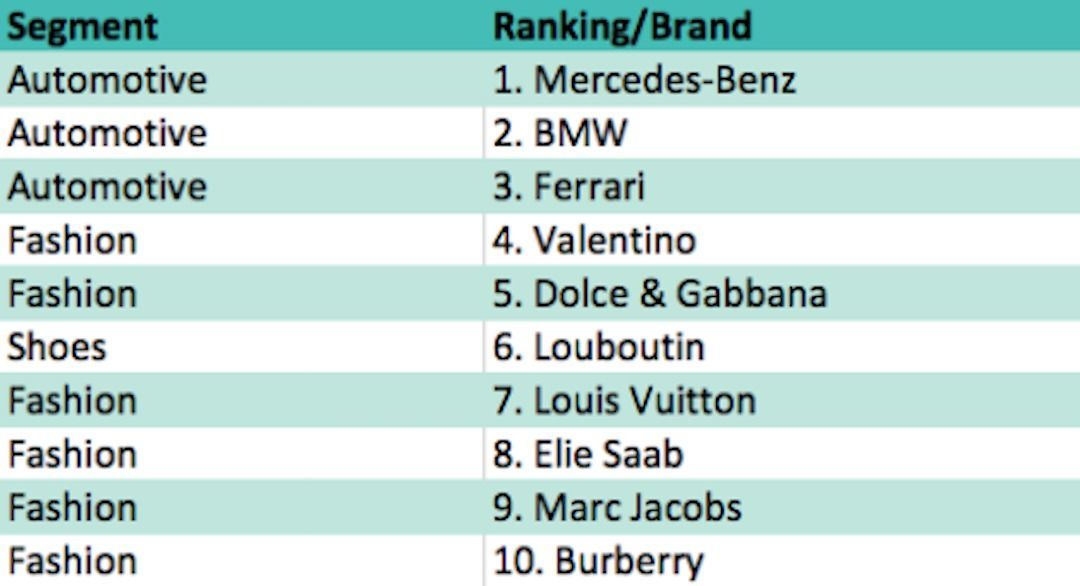 Segment Ranking/Brand
Automotive 1. Mercedes-Benz
Automotive 2. BMW
Automotive 3. Ferrari
Fashion 4. Valentino
Fashion 5. Dolce & Gabbana
Shoes 6. Louboutin
Fashion 7. Louis Vuitton
Fashion 8. Elie Saab
Fashion 9. Marc Jacobs
Fashion 10. Burberry